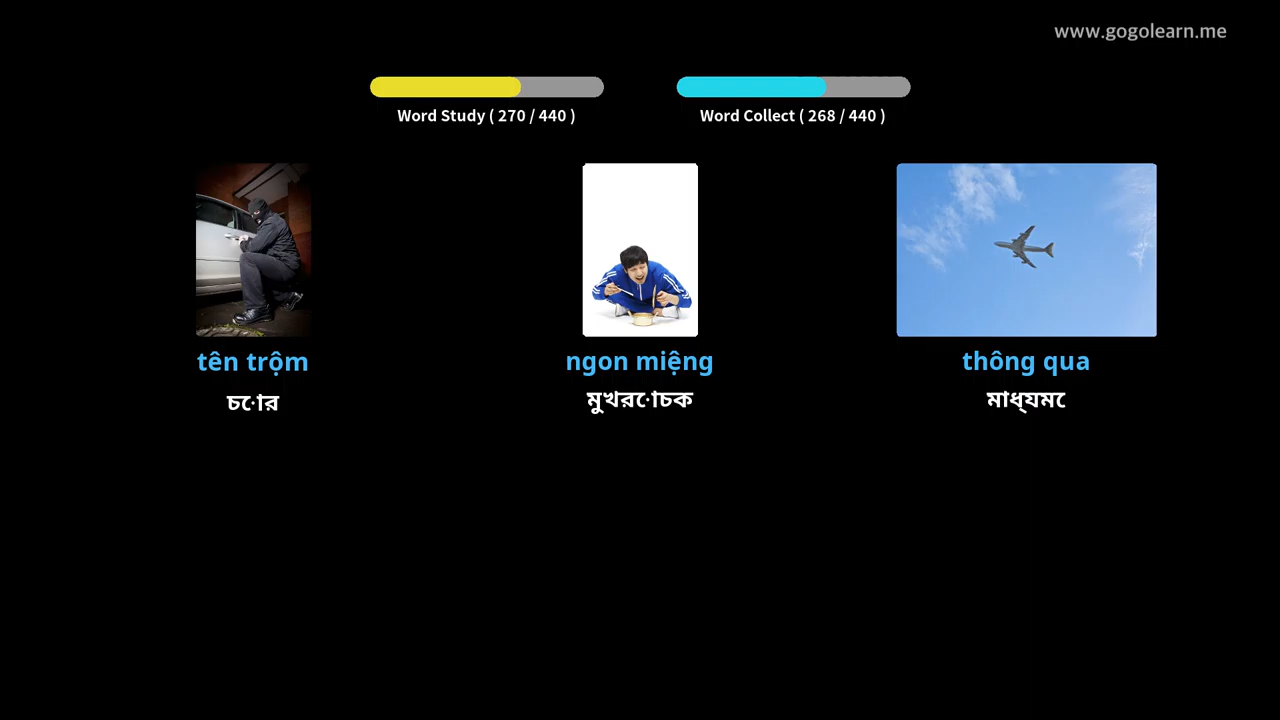 www.gogolearn.me
Word Study ( 270 / 440 )
Word Collect ( 268 / 440 )
tên trộm
ngon miệng
thông qua
চোর
মুখরোচক
মাধ্যমে